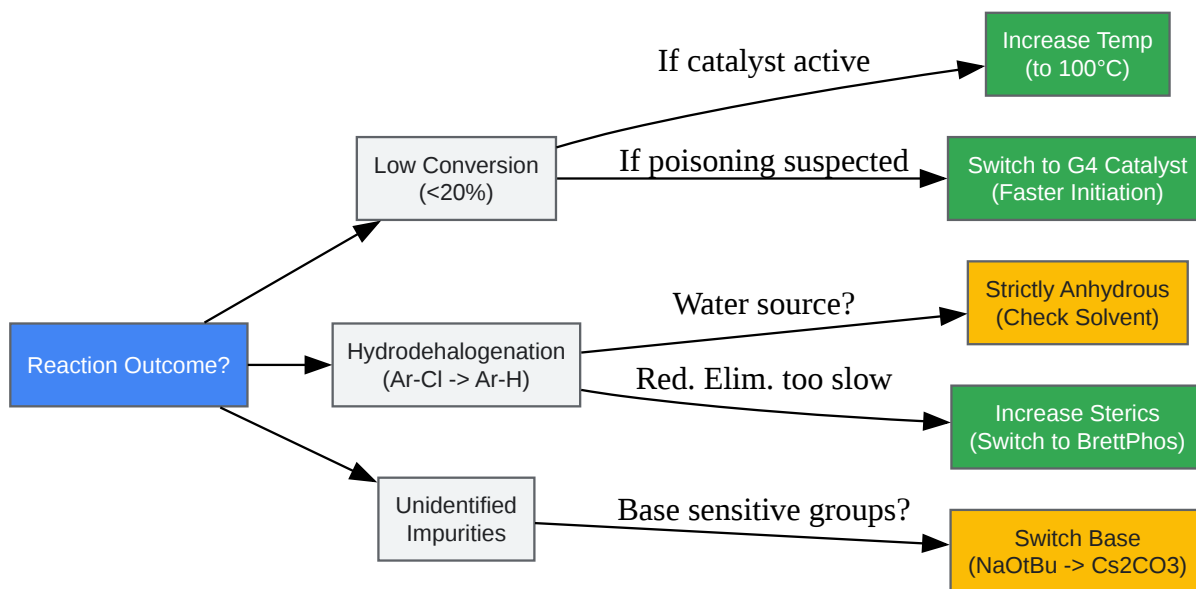 If catalyst active
Increase Temp
(to 100°C)
Low Conversion
(<20%)
If poisoning suspected
Switch to G4 Catalyst
(Faster Initiation)
Reaction Outcome?
Hydrodehalogenation
(Ar-Cl -> Ar-H)
Water source?
Strictly Anhydrous
(Check Solvent)
Red. Elim. too slow
Increase Sterics
(Switch to BrettPhos)
Unidentified
Impurities
Base sensitive groups?
Switch Base
(NaOtBu -> Cs2CO3)